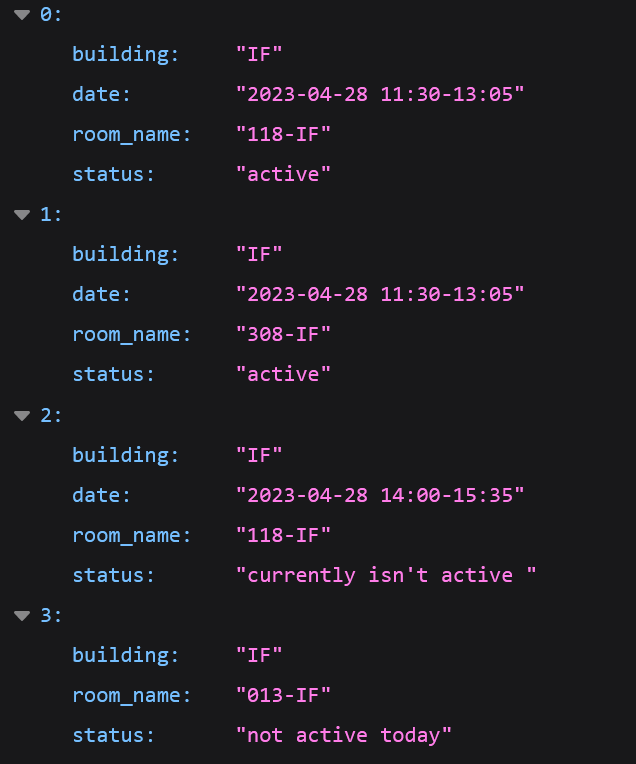 0:
building: "IF"
date: "2023-04-28 11:30-13:05"
room_name: "118-IF"
status: "active"
1:
building: "IF"
date: "2023-04-28 11:30-13:05"
room_name: "308-IF"
status: "active"
2:
building: "IF"
date: "2023-04-28 14:00-15:35"
room_name: "118-IF"
status: "currently isn't active "
3:
building: "IF"
room_name: "013-IF"
status: "not active today"